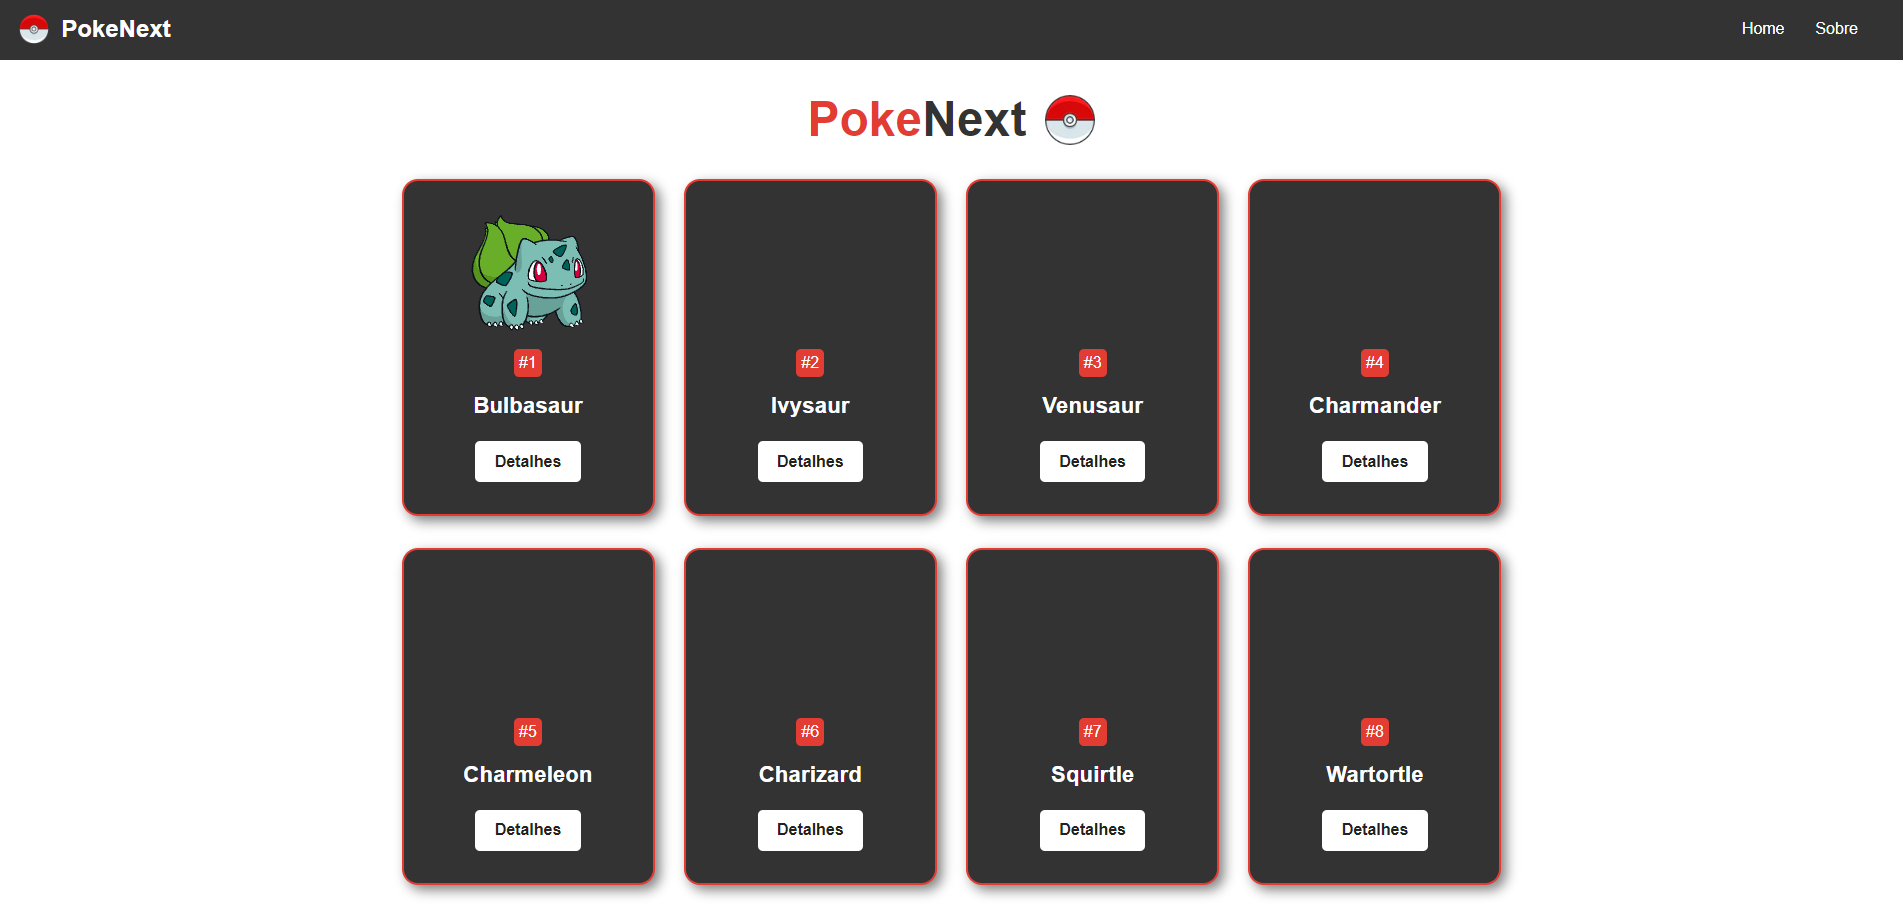 PokeNext
Home
Sobre
PokeNext
#1
Bulbasaur
Detalhes
#2
Ivysaur
Detalhes
#3
Venusaur
Detalhes
#4
Charmander
Detalhes
#5
Charmeleon
Detalhes
#6
Charizard
Detalhes
#7
Squirtle
Detalhes
#8
Wartortle
Detalhes